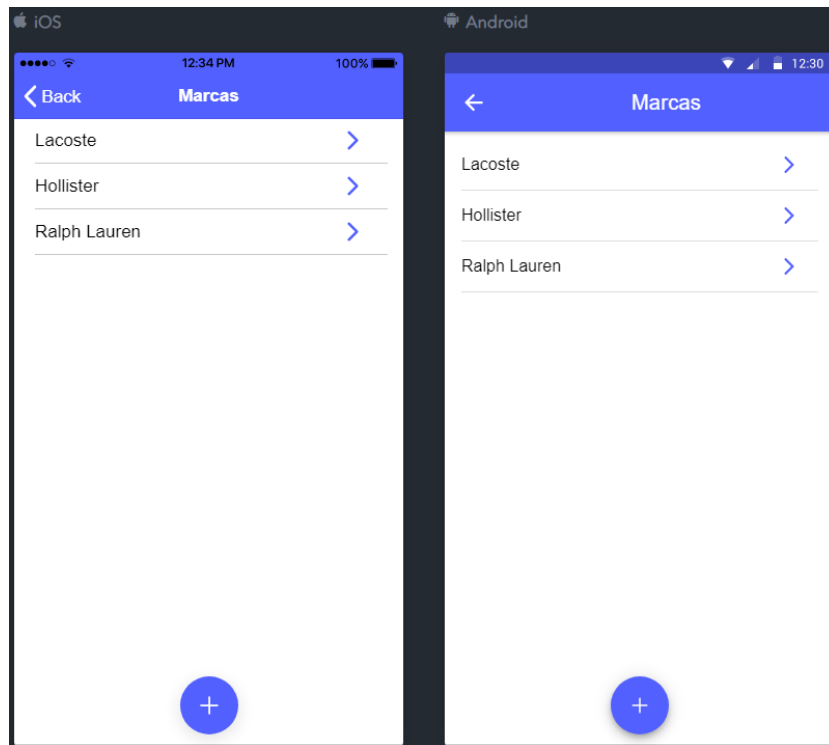 iOS
12:34 PM
100%
Back
Marcas
Lacoste
Hollister
Ralph Lauren
+
Android
12:30
Marcas
Lacoste
Hollister
Ralph Lauren
+